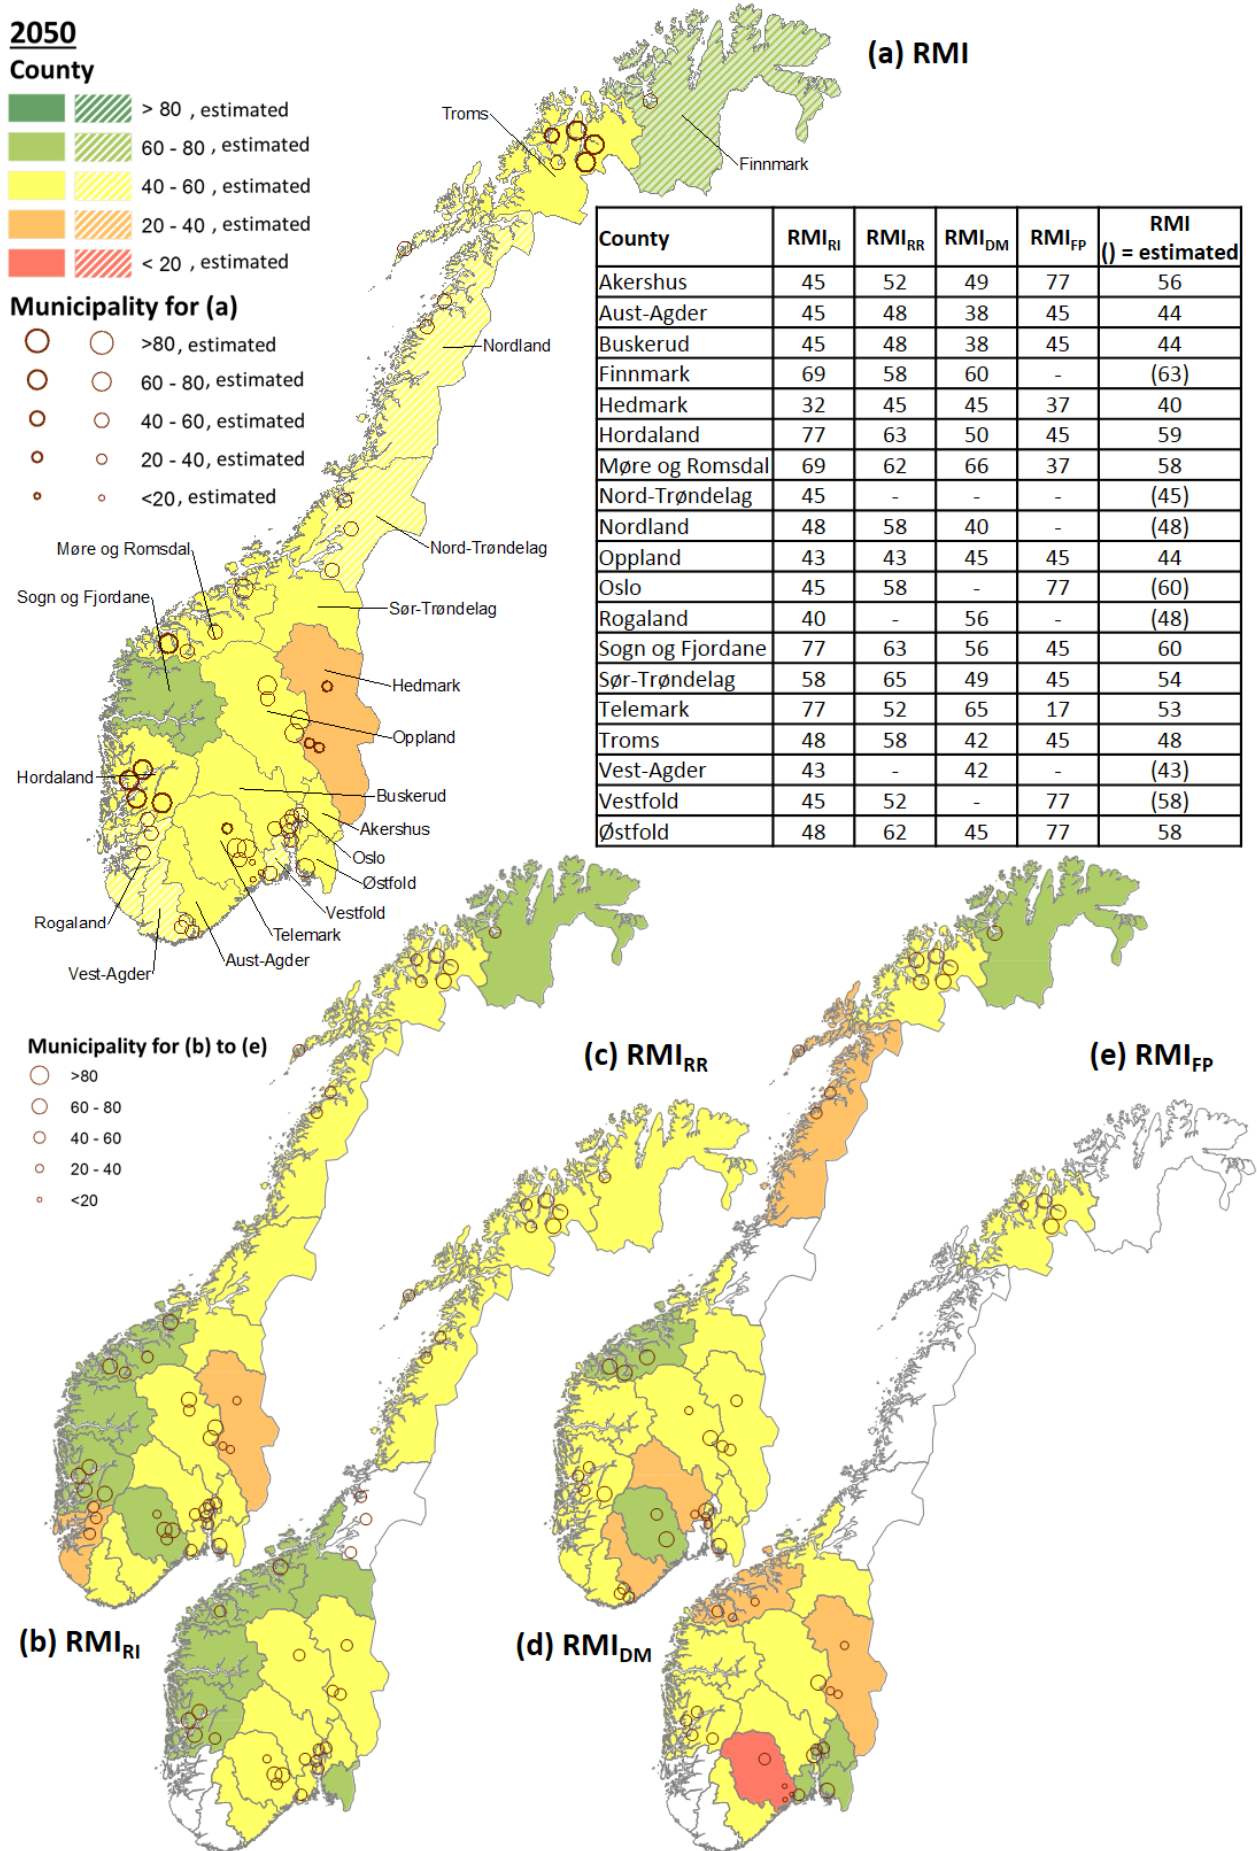 2050
County
> 80 , estimated
60 - 80 , estimated
40 - 60 , estimated
20 - 40 , estimated
< 20 , estimated
Municipality for (a)
>80, estimated
60 - 80, estimated
40 - 60, estimated
20 - 40, estimated
<20, estimated
(a) RMI
Troms
Finnmark
Nordland
Nord-Trøndelag
Møre og Romsdal
Sogn og Fjordane
Sør-Trøndelag
Hedmark
Oppland
Hordaland
Buskerud
Akershus
Oslo
Østfold
Vestfold
Rogaland
Telemark
Aust-Agder
Vest-Agder
County RMI_RI RMI_RR RMI_DM RMI_FP RMI
() = estimated
Akershus 45 52 49 77 56
Aust-Agder 45 48 38 45 44
Buskerud 45 48 38 45 44
Finnmark 69 58 60 - (63)
Hedmark 32 45 45 37 40
Hordaland 77 63 50 45 59
Møre og Romsdal 69 62 66 37 58
Nord-Trøndelag 45 - - - (45)
Nordland 48 58 40 - (48)
Oppland 43 43 45 45 44
Oslo 45 58 - 77 (60)
Rogaland 40 - 56 - (48)
Sogn og Fjordane 77 63 56 45 60
Sør-Trøndelag 58 65 49 45 54
Telemark 77 52 65 17 53
Troms 48 58 42 45 48
Vest-Agder 43 - 42 - (43)
Vestfold 45 52 - 77 (58)
Østfold 48 62 45 77 58
Municipality for (b) to (e)
>80
60 - 80
40 - 60
20 - 40
<20
(c) RMI_RR
(e) RMI_FP
(b) RMI_RI
(d) RMI_DM